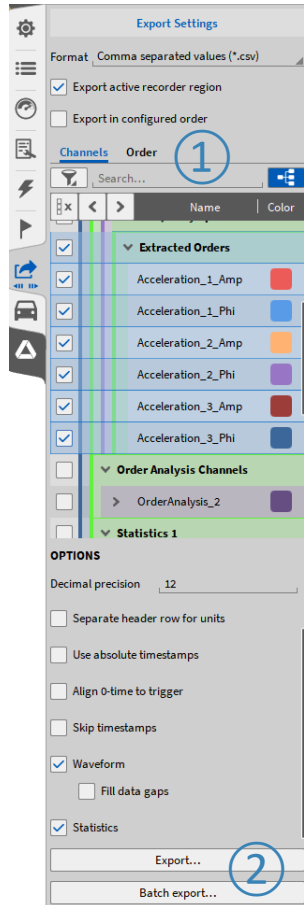 Export Settings
Format Comma separated values (*.csv)
Export active recorder region
Export in configured order
Channels Order
1
Search...
x < > Name Color
Extracted Orders
Acceleration_1_Amp
Acceleration_1_Phi
Acceleration_2_Amp
Acceleration_2_Phi
Acceleration_3_Amp
Acceleration_3_Phi
Order Analysis Channels
> OrderAnalysis_2
Statistics 1
OPTIONS
Decimal precision 12
Separate header row for units
Use absolute timestamps
Align 0-time to trigger
Skip timestamps
Waveform
Fill data gaps
Statistics
Export...
2
Batch export...